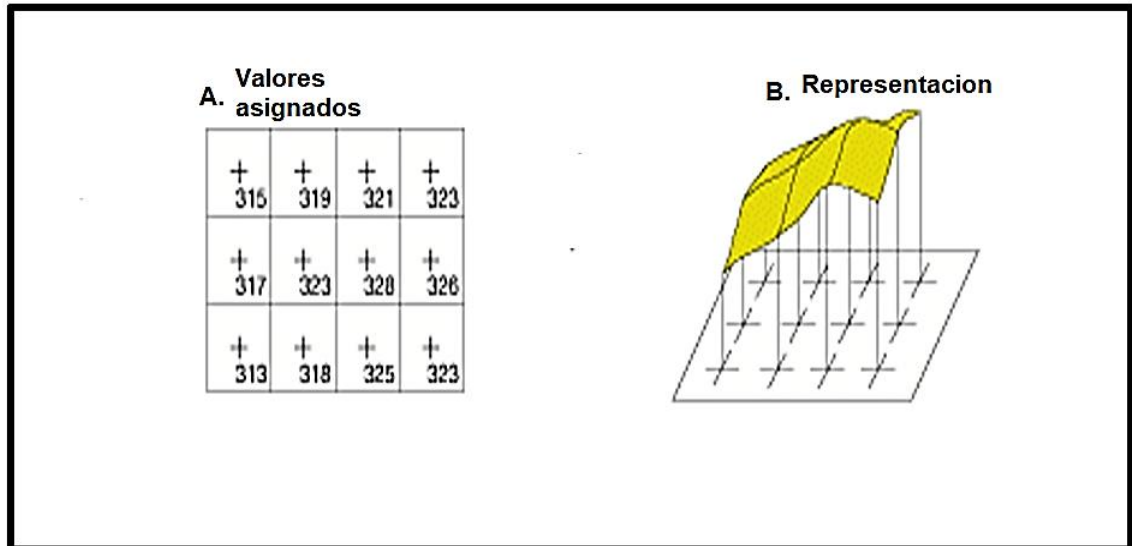 A. Valores
asignados
B. Representacion
315 319 321 323
317 323 328 326
313 318 325 323